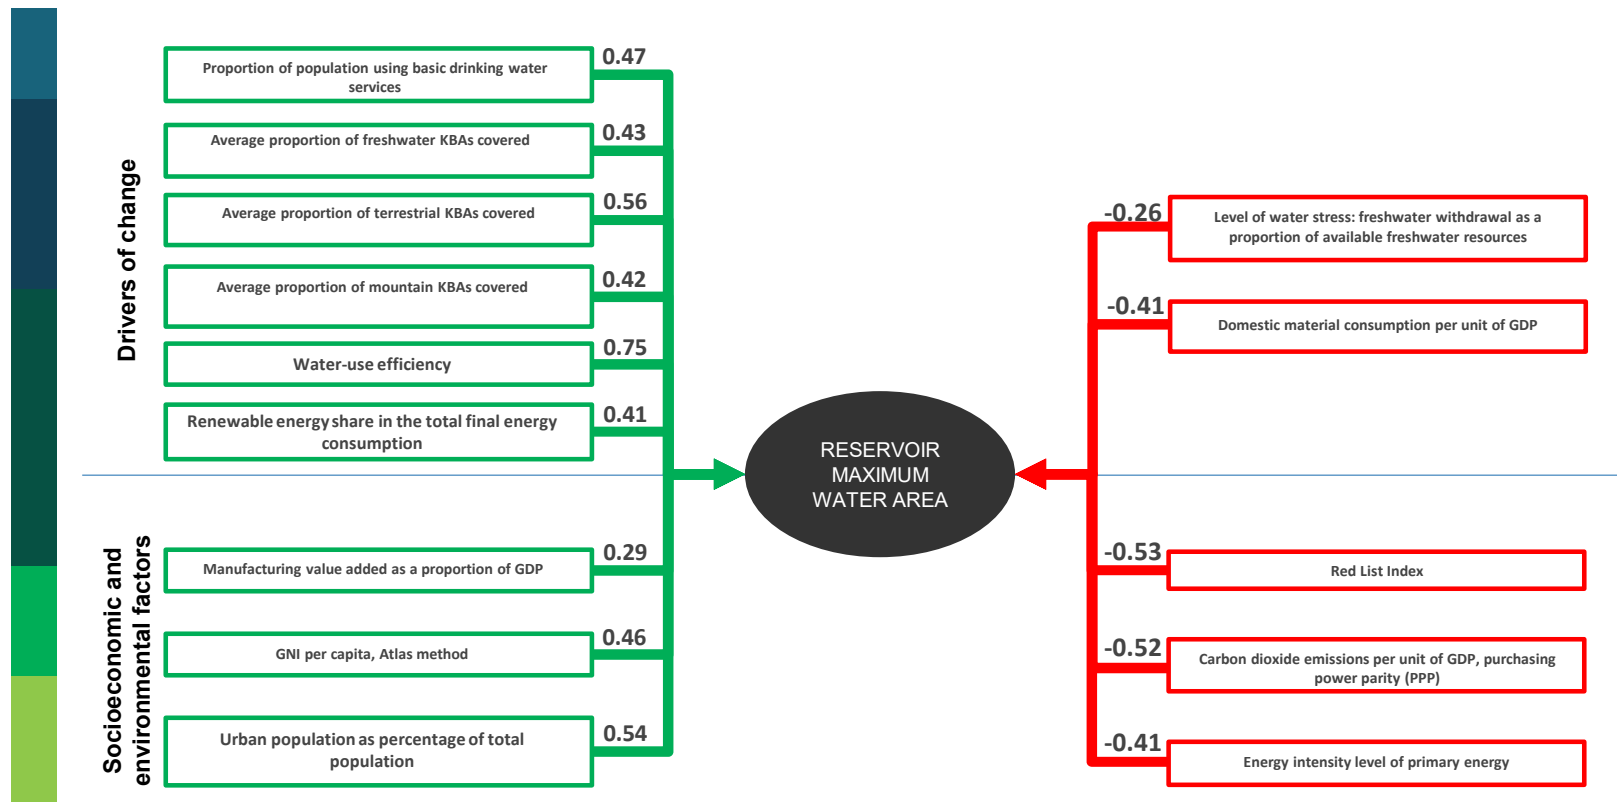 Drivers of change
0.47
Proportion of population using basic drinking water
services
0.43
Average proportion of freshwater KBAs covered
0.56
Average proportion of terrestrial KBAs covered
0.42
Average proportion of mountain KBAs covered
0.75
Water-use efficiency
0.41
Renewable energy share in the total final energy
consumption
Socioeconomic and
environmental factors
0.29
Manufacturing value added as a proportion of GDP
0.46
GNI per capita, Atlas method
0.54
Urban population as percentage of total
population
RESERVOIR
MAXIMUM
WATER AREA
-0.26
Level of water stress: freshwater withdrawal as a
proportion of available freshwater resources
-0.41
Domestic material consumption per unit of GDP
-0.53
Red List Index
-0.52
Carbon dioxide emissions per unit of GDP, purchasing
power parity (PPP)
-0.41
Energy intensity level of primary energy